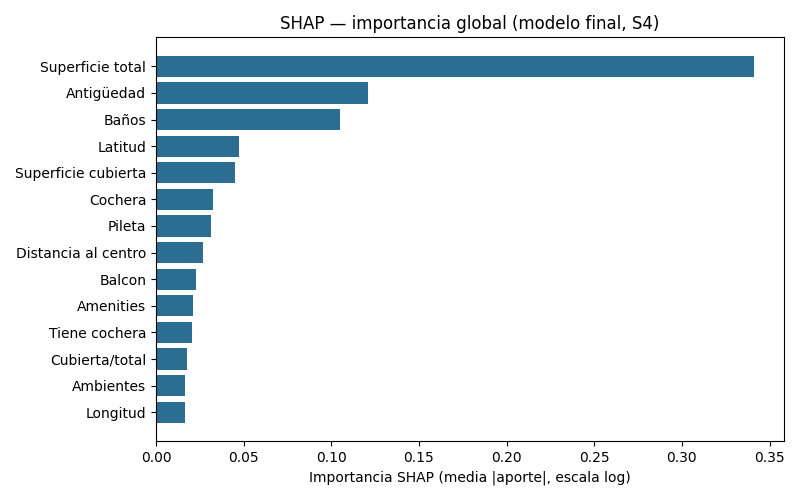 SHAP — importancia global (modelo final, S4)
Superficie total
Antigüedad
Baños
Latitud
Superficie cubierta
Cochera
Pileta
Distancia al centro
Balcon
Amenities
Tiene cochera
Cubierta/total
Ambientes
Longitud
0.00 0.05 0.10 0.15 0.20 0.25 0.30 0.35
Importancia SHAP (media |aporte|, escala log)